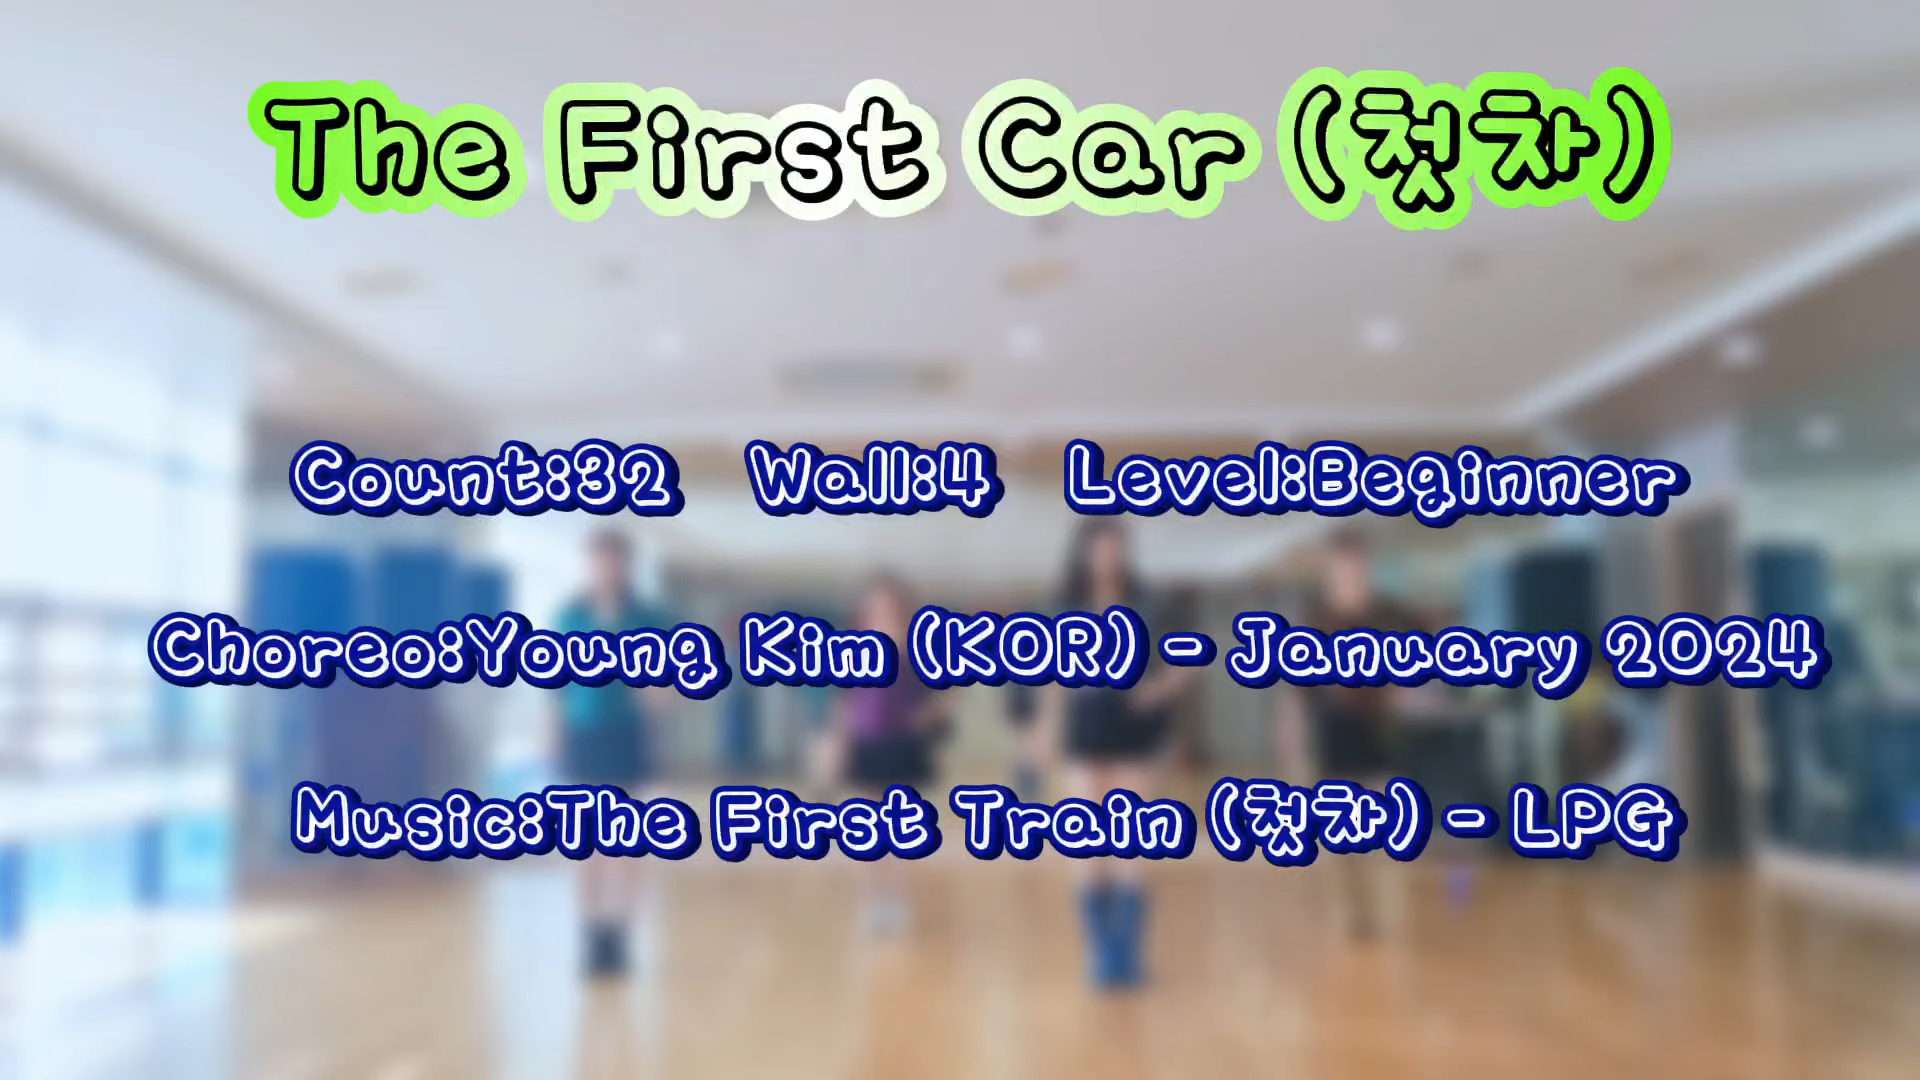 The First Car (첫차)
Count:32 Wall:4 Level:Beginner
Choreo:Young Kim (KOR) - January 2024
Music:The First Train (첫차) - LPG